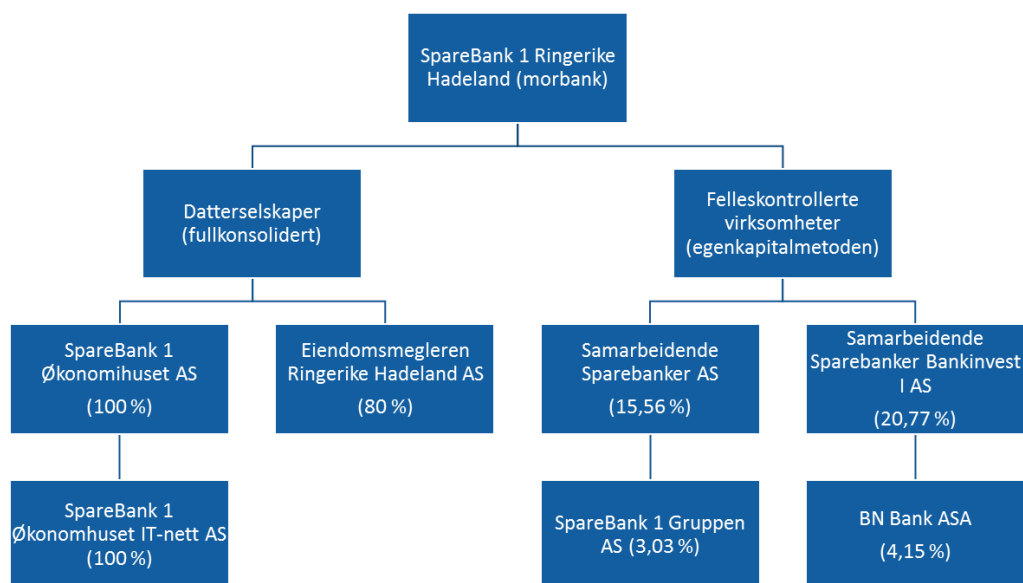 SpareBank 1 Ringerike
Hadeland (morbank)
Datterselskaper
(fullkonsolidert)
Felleskontrollerte
virksomheter
(egenkapitalmetoden)
SpareBank 1
Økonomihuset AS
(100 %)
Eiendomsmegleren
Ringerike Hadeland AS
(80 %)
Samarbeidende
Sparebanker AS
(15,56 %)
Samarbeidende
Sparebanker Bankinvest
I AS
(20,77 %)
SpareBank 1
Økonomhuset IT-nett AS
(100 %)
SpareBank 1 Gruppen
AS (3,03 %)
BN Bank ASA
(4,15 %)